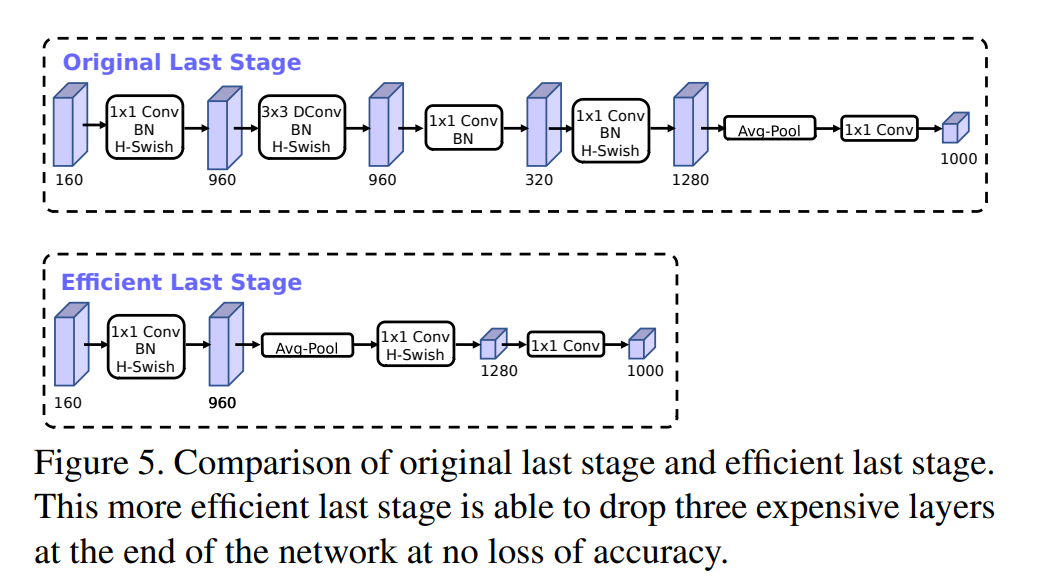 Original Last Stage
1x1 Conv
BN
H-Swish
3x3 DConv
BN
H-Swish
1x1 Conv
BN
1x1 Conv
BN
H-Swish
Avg-Pool
1x1 Conv
160
960
960
320
1280
1000
Efficient Last Stage
1x1 Conv
BN
H-Swish
Avg-Pool
1x1 Conv
H-Swish
1x1 Conv
160
960
1280
1000
Figure 5. Comparison of original last stage and efficient last stage.
This more efficient last stage is able to drop three expensive layers
at the end of the network at no loss of accuracy.